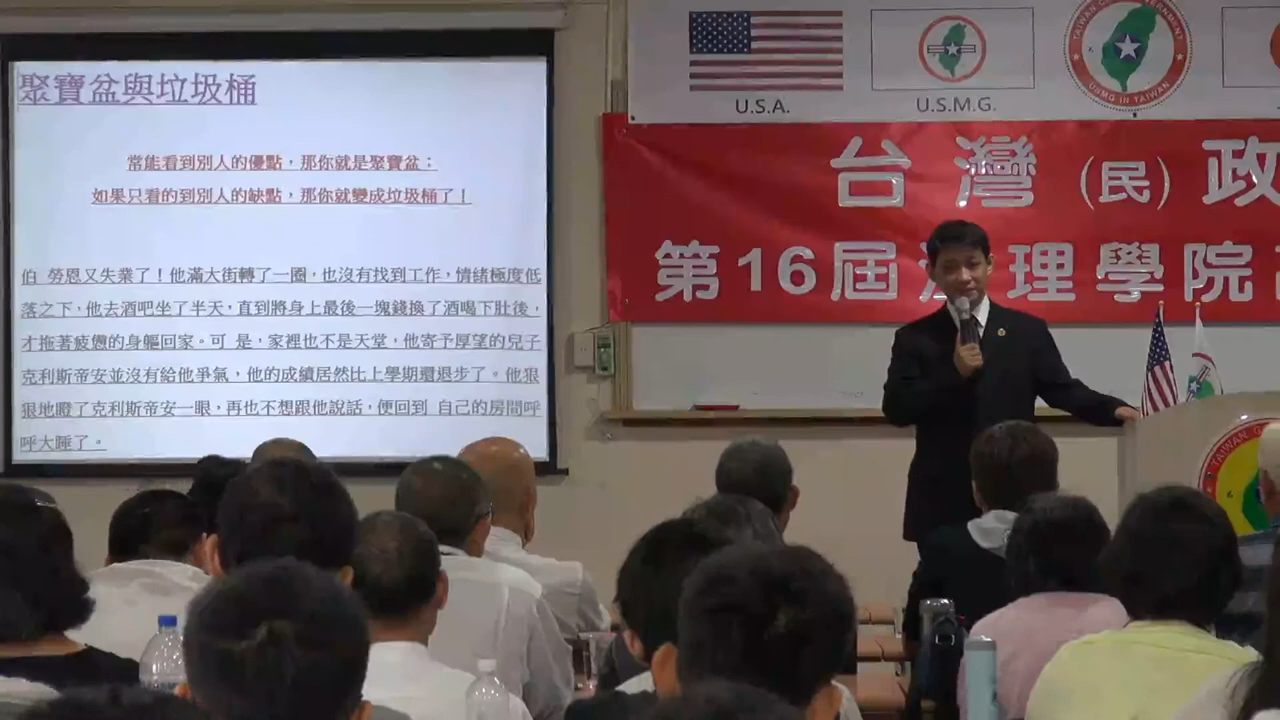 聚寶盆與垃圾桶
常能看到別人的優點，那你就是聚寶盆；
如果只看的到別人的缺點，那你就變成垃圾桶了！
伯 勞恩又失業了！他滿大街轉了一圈，也沒有找到工作，情緒極度低
落之下，他去酒吧坐了半天，直到將身上最後一塊錢換了酒喝下肚後，
才拖著疲憊的身軀回家。可 是，家裡也不是天堂，他寄予厚望的兒子
克利斯帝安並沒有給他爭氣，他的成績居然比上學期還退步了。他狠
狠地瞪了克利斯帝安一眼，再也不想跟他說話，便回到 自己的房間呼
呼大睡了。
U.S.A.
U.S.M.G.
USMG IN TAIWAN
台灣(民)政
第16屆 理學院
TAIWAN